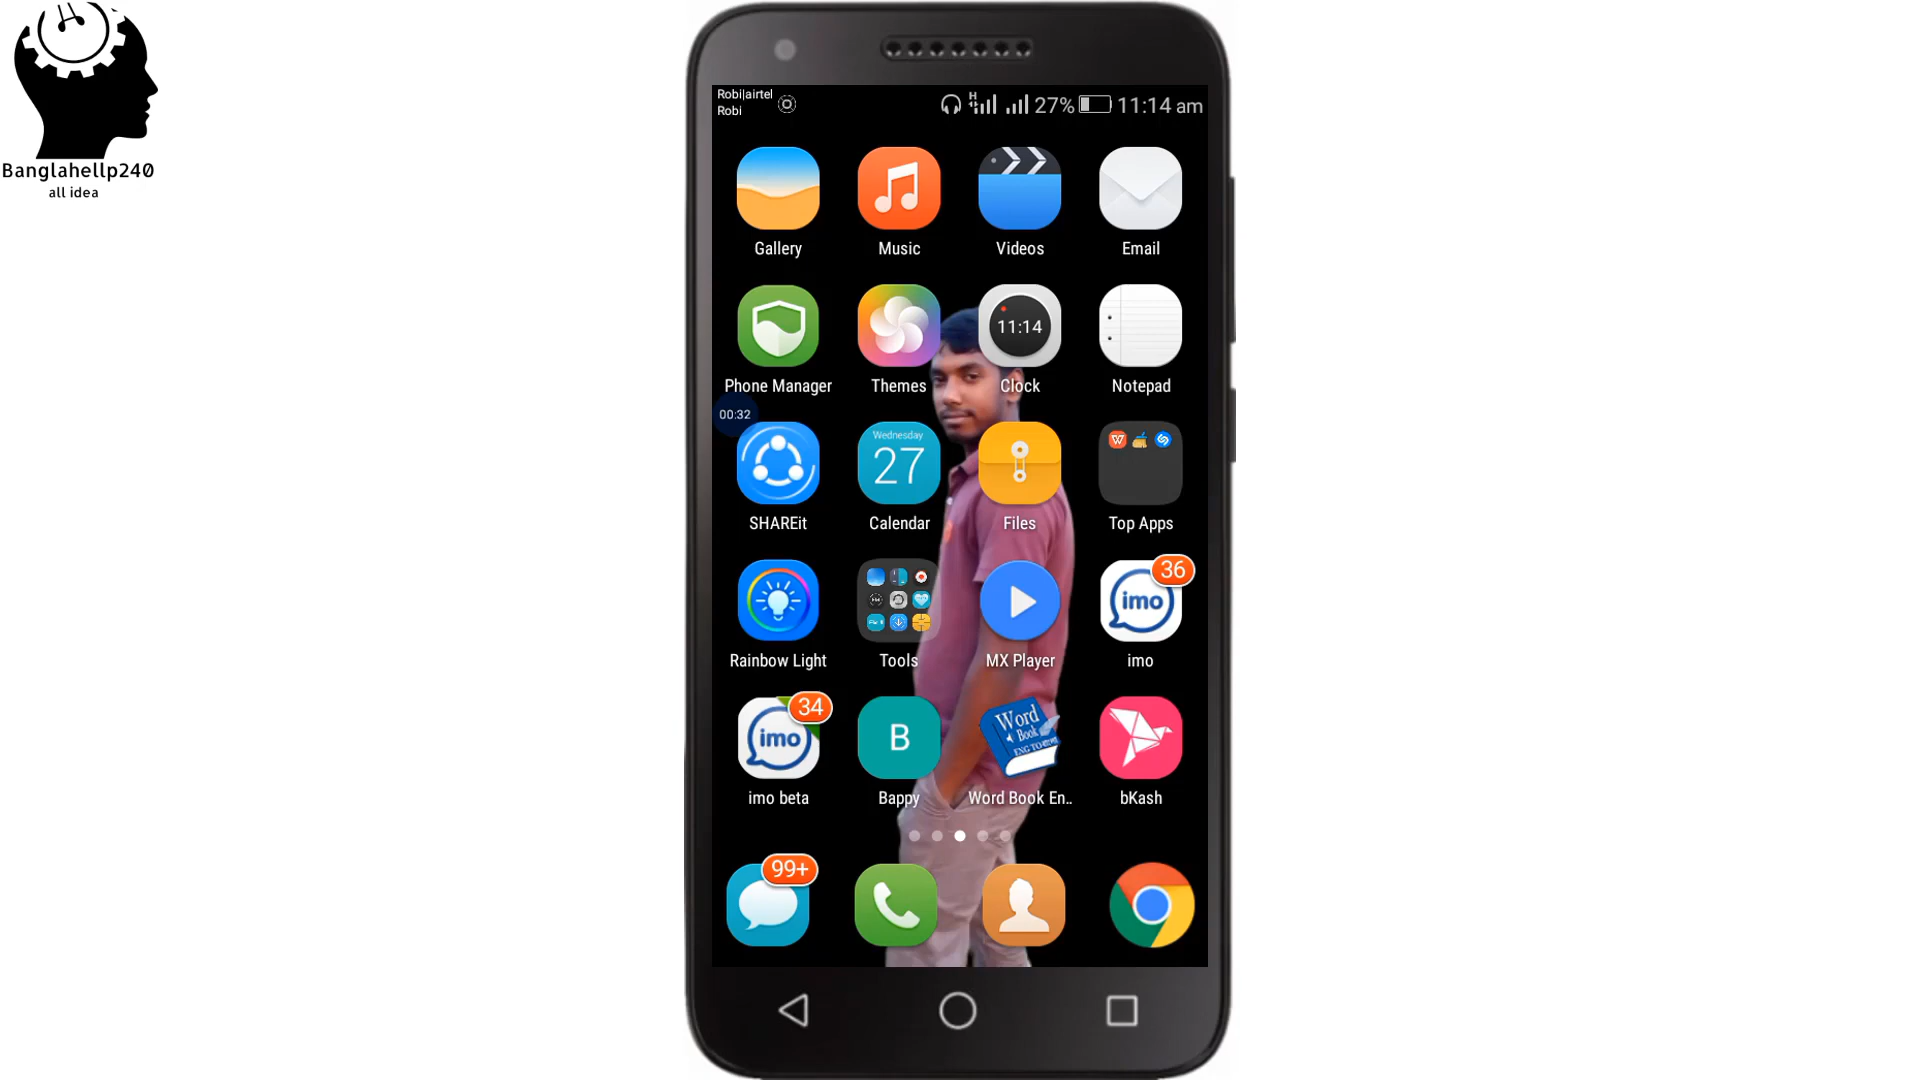 Banglahellp240
all idea
Robi|airtel
Robi
H
27%
11:14 am
Gallery
Music
Videos
Email
11:14
Phone Manager
Themes
Clock
Notepad
00:32
Wednesday
27
W
SHAREit
Calendar
Files
Top Apps
36
imo
Rainbow Light
Tools
MX Player
imo
34
imo
B
Word
Book
imo beta
Bappy
Word Book En..
bKash
99+